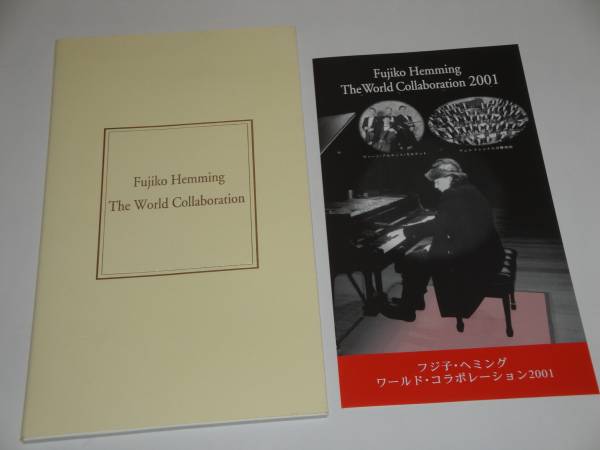 Fujiko Hemming
The World Collaboration
Fujiko Hemming
The World Collaboration 2001
フジ子・ヘミング
ワールド・コラボレーション2001